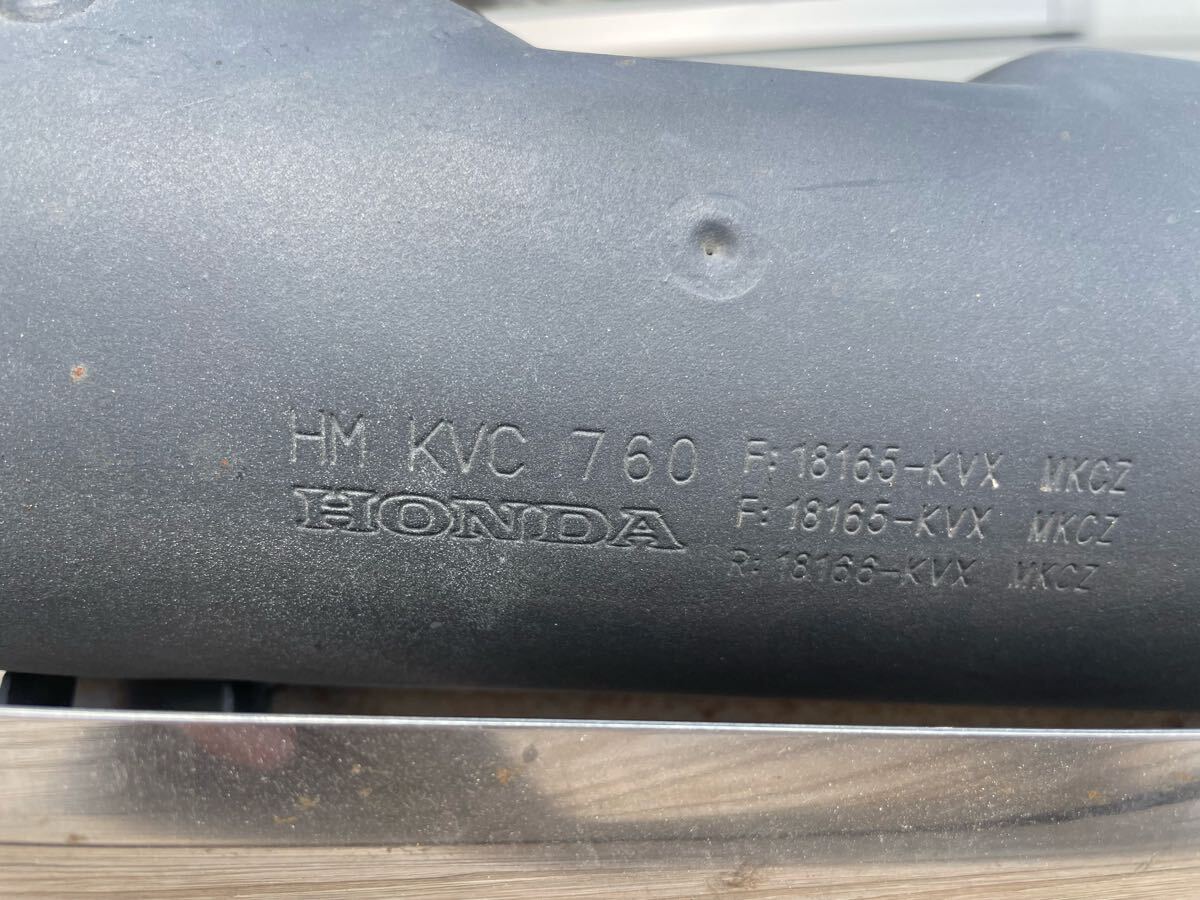 HM KVC 760
HONDA
F: 18165-KVX MKCZ
F: 18165-KVX MKCZ
R: 18166-KVX MKCZ